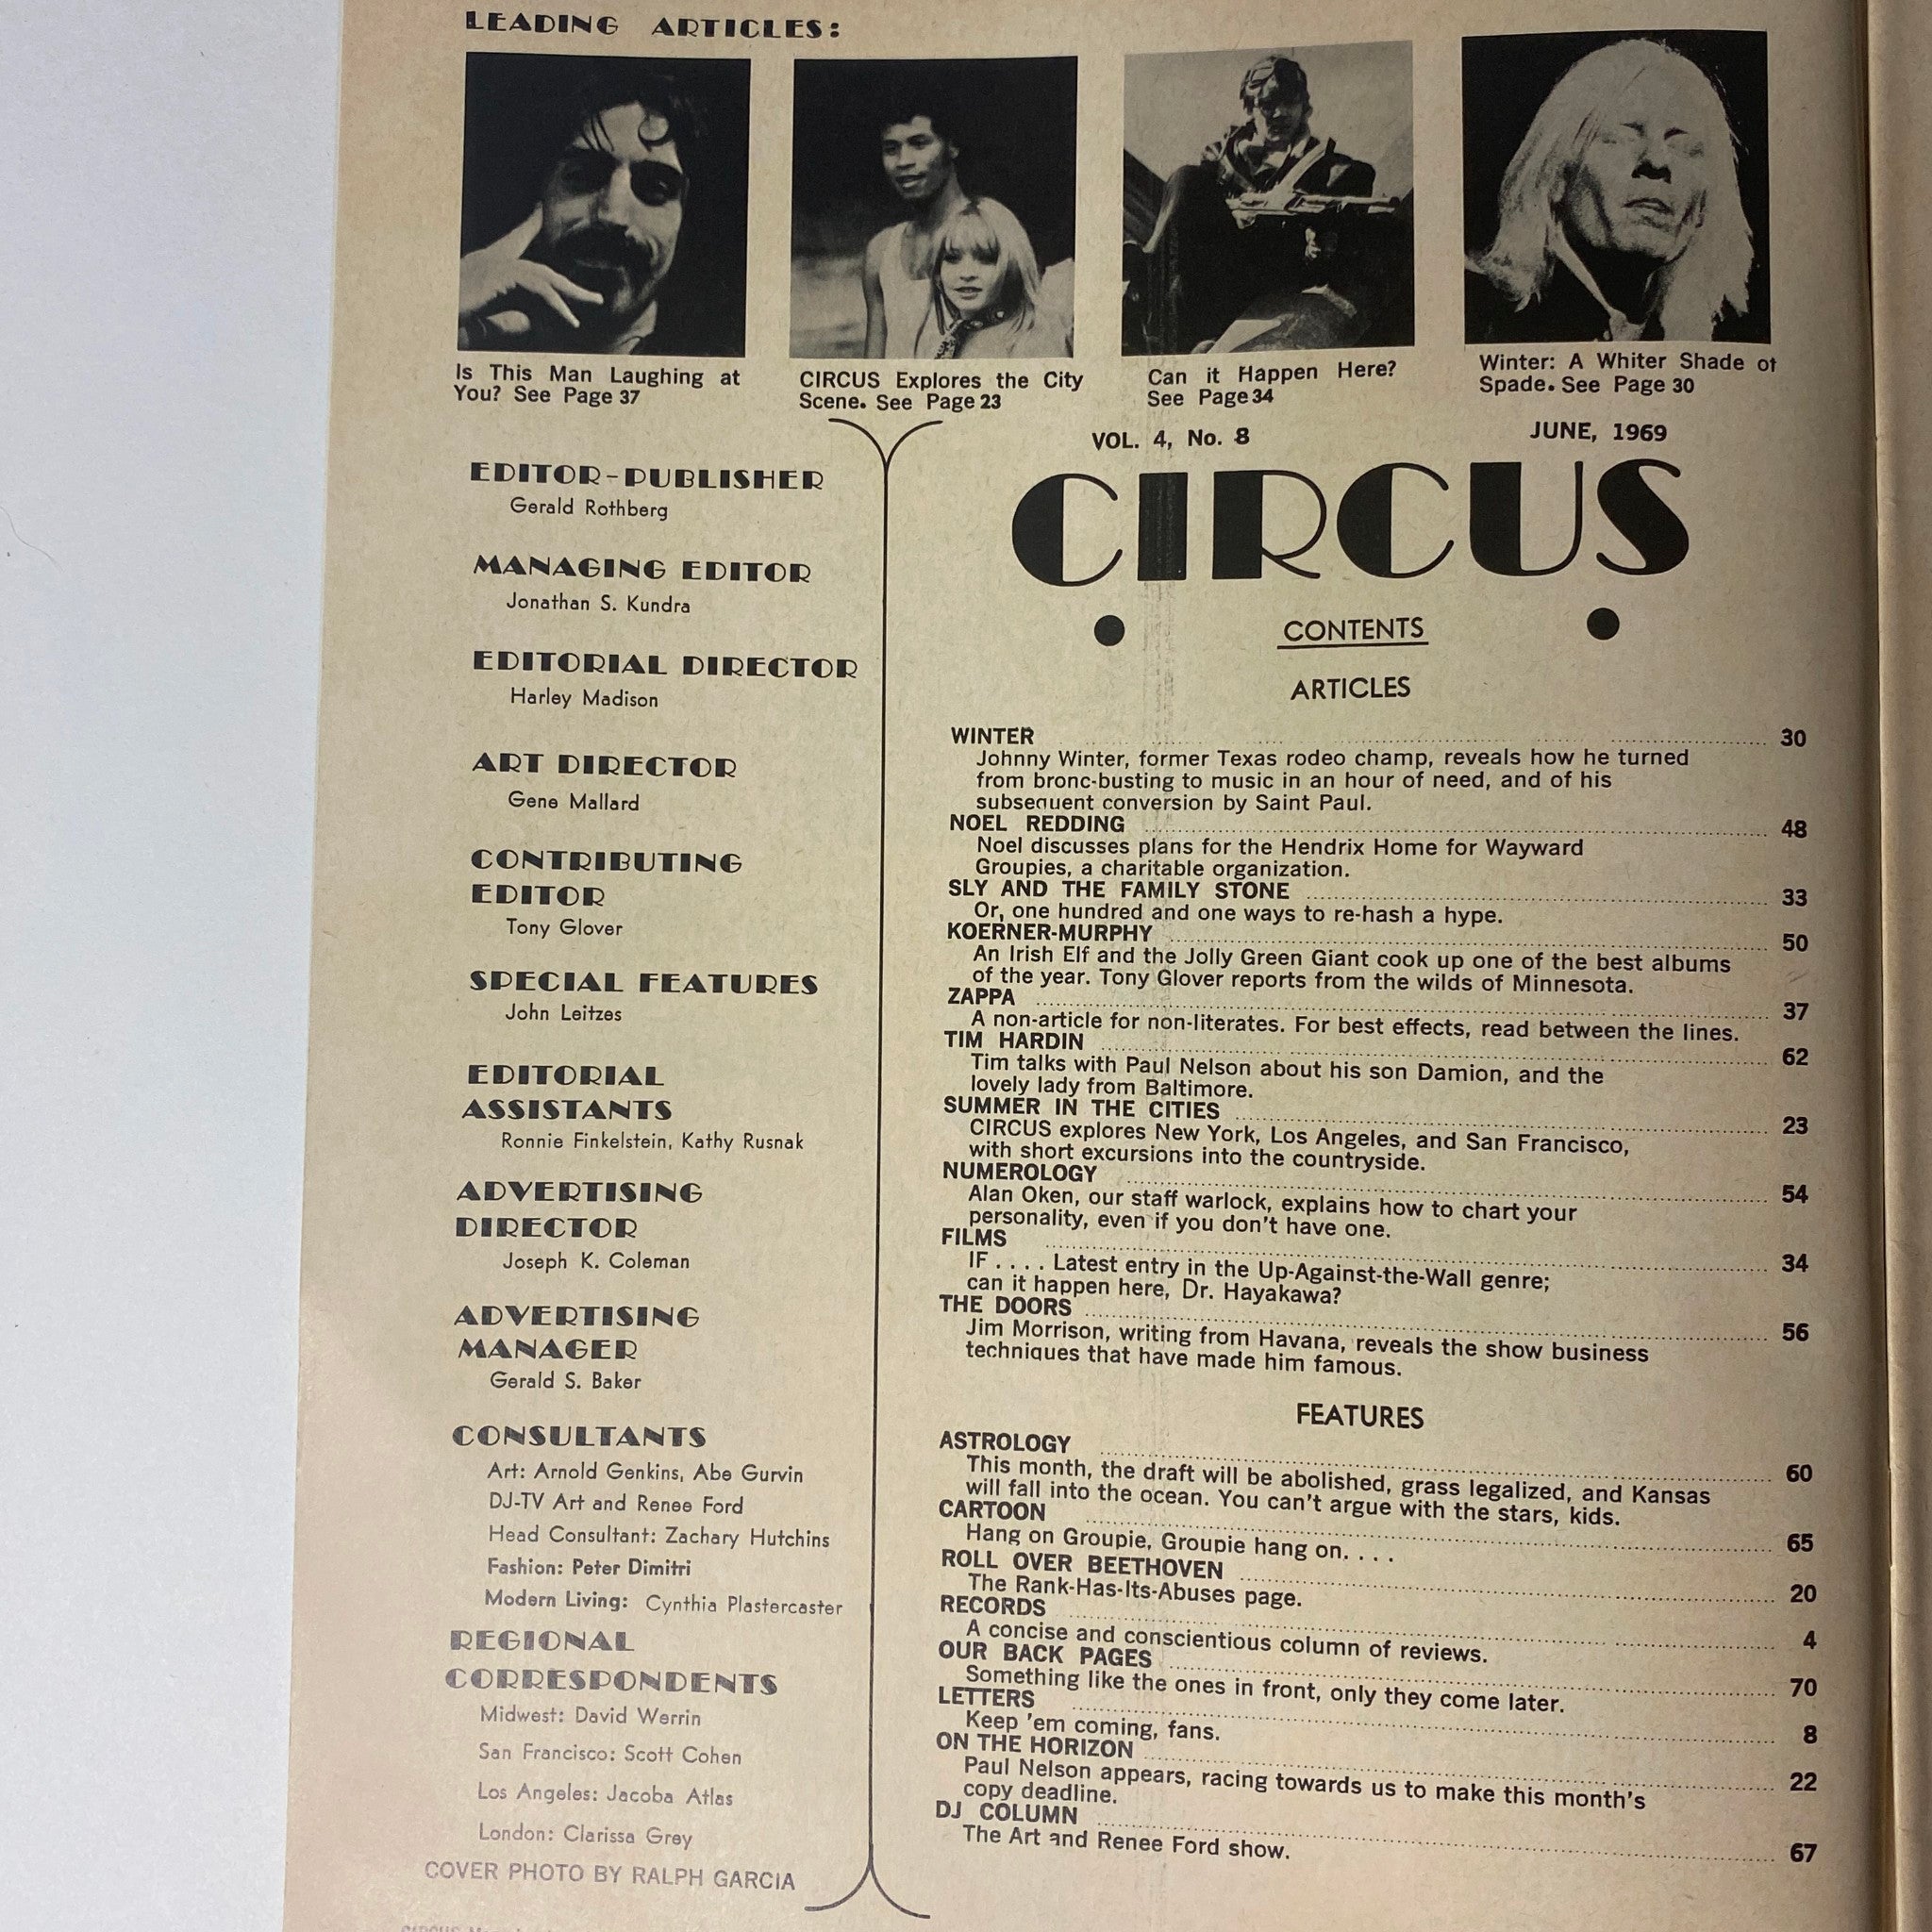 LEADING ARTICLES:
Is This Man Laughing at
You? See Page 37
CIRCUS Explores the City
Scene. See Page 23
Can it Happen Here?
See Page 34
Winter: A Whiter Shade of
Spade. See Page 30
EDITOR-PUBLISHER
Gerald Rothberg
MANAGING EDITOR
Jonathan S. Kundra
EDITORIAL DIRECTOR
Harley Madison
ART DIRECTOR
Gene Mallard
CONTRIBUTING
EDITOR
Tony Glover
SPECIAL FEATURES
John Leitzes
EDITORIAL
ASSISTANTS
Ronnie Finkelstein, Kathy Rusnak
ADVERTISING
DIRECTOR
Joseph K. Coleman
ADVERTISING
MANAGER
Gerald S. Baker
CONSULTANTS
Art: Arnold Genkins, Abe Gurvin
DJ-TV Art and Renee Ford
Head Consultant: Zachary Hutchins
Fashion: Peter Dimitri
Modern Living: Cynthia Plastercaster
REGIONAL
CORRESPONDENTS
Midwest: David Werrin
San Francisco: Scott Cohen
Los Angeles: Jacoba Atlas
London: Clarissa Grey
COVER PHOTO BY RALPH GARCIA
VOL. 4, No. 8 JUNE, 1969
CIRCUS
CONTENTS
ARTICLES
WINTER 30
Johnny Winter, former Texas rodeo champ, reveals how he turned
from bronc-busting to music in an hour of need, and of his
subsequent conversion by Saint Paul.
NOEL REDDING 48
Noel discusses plans for the Hendrix Home for Wayward
Groupies, a charitable organization.
SLY AND THE FAMILY STONE 33
Or, one hundred and one ways to re-hash a hype.
KOERNER-MURPHY 50
An Irish Elf and the Jolly Green Giant cook up one of the best albums
of the year. Tony Glover reports from the wilds of Minnesota.
ZAPPA 37
A non-article for non-literates. For best effects, read between the lines.
TIM HARDIN 62
Tim talks with Paul Nelson about his son Damion, and the
lovely lady from Baltimore.
SUMMER IN THE CITIES 23
CIRCUS explores New York, Los Angeles, and San Francisco,
with short excursions into the countryside.
NUMEROLOGY 54
Alan Oken, our staff warlock, explains how to chart your
personality, even if you don't have one.
FILMS 34
IF . . . . Latest entry in the Up-Against-the-Wall genre;
can it happen here, Dr. Hayakawa?
THE DOORS 56
Jim Morrison, writing from Havana, reveals the show business
techniques that have made him famous.
FEATURES
ASTROLOGY 60
This month, the draft will be abolished, grass legalized, and Kansas
will fall into the ocean. You can't argue with the stars, kids.
CARTOON 65
Hang on Groupie, Groupie hang on. . . .
ROLL OVER BEETHOVEN 20
The Rank-Has-Its-Abuses page.
RECORDS 4
A concise and conscientious column of reviews.
OUR BACK PAGES 70
Something like the ones in front, only they come later.
LETTERS 8
Keep 'em coming, fans.
ON THE HORIZON 22
Paul Nelson appears, racing towards us to make this month's
copy deadline.
DJ COLUMN 67
The Art and Renee Ford show.